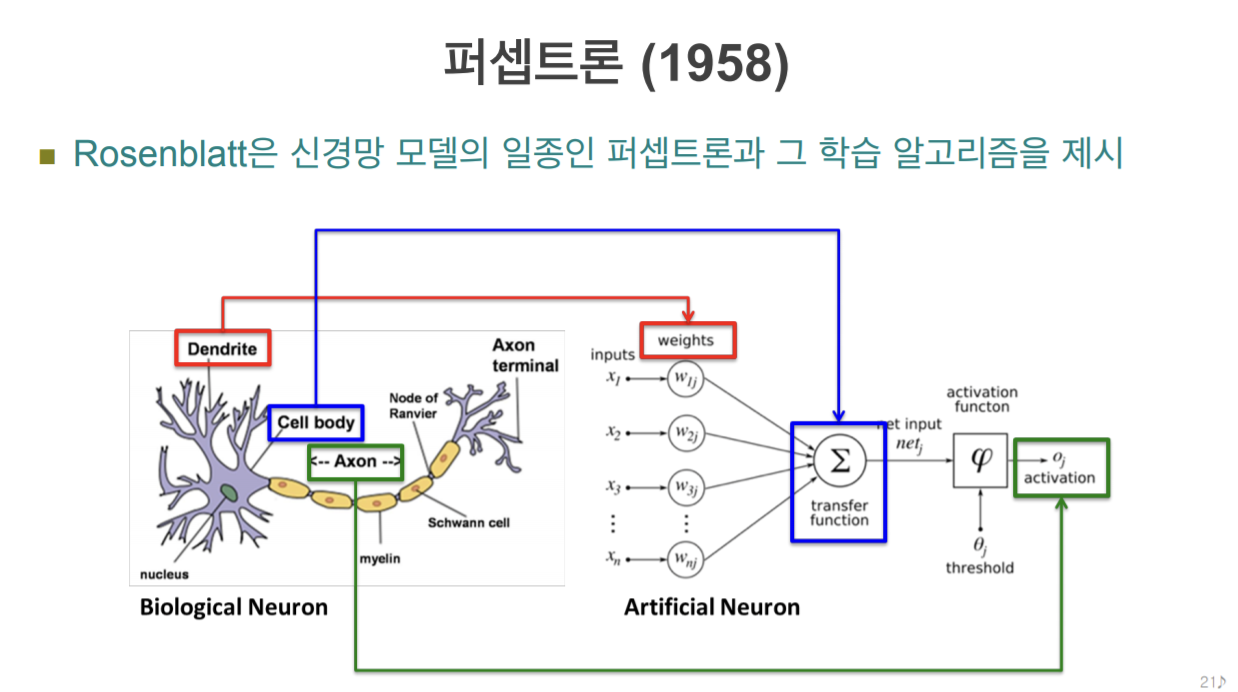 퍼셉트론 (1958)
Rosenblatt은 신경망 모델의 일종인 퍼셉트론과 그 학습 알고리즘을 제시
Dendrite
Cell body
<-- Axon -->
Node of
Ranvier
Axon
terminal
Schwann cell
myelin
nucleus
Biological Neuron
weights
inputs
x₁
w₁ⱼ
x₂
w₂ⱼ
x₃
w₃ⱼ
⋮
⋮
xₙ
wₙⱼ
Σ
transfer
function
net input
netⱼ
activation
functon
φ
oⱼ
activation
θⱼ
threshold
Artificial Neuron
21♪